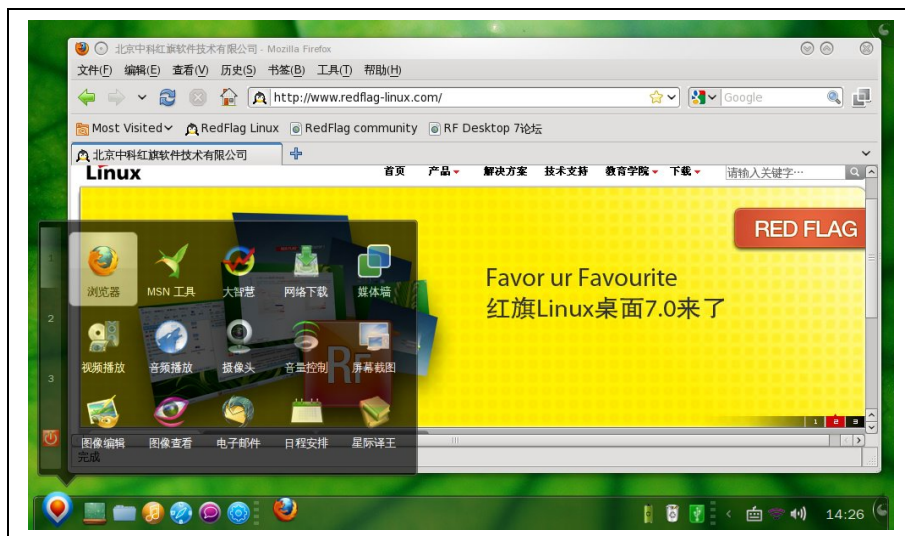 北京中科红旗软件技术有限公司 - Mozilla Firefox
文件(F) 编辑(E) 查看(V) 历史(S) 书签(B) 工具(T) 帮助(H)
http://www.redflag-linux.com/ Google
Most Visited RedFlag Linux RedFlag community RF Desktop 7论坛
北京中科红旗软件技术有限公司
Linux 首页 产品 解决方案 技术支持 教育学院 下载 请输入关键字...
RED FLAG
Favor ur Favourite
红旗Linux桌面7.0来了
1
浏览器 MSN 工具 大智慧 网络下载 媒体墙
2
视频播放 音频播放 摄像头 音量控制 屏幕截图
RF
3
1 2 3
图像编辑 图像查看 电子邮件 日程安排 星际译王
完成
14:26